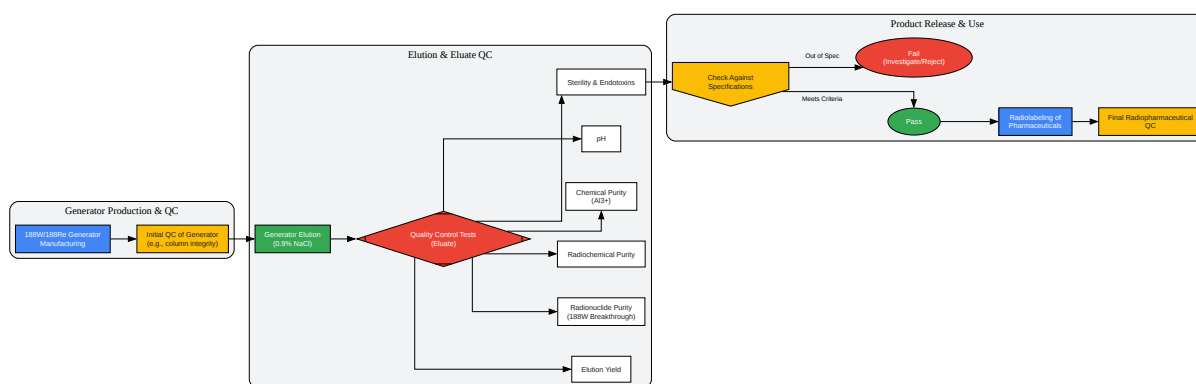 Generator Production & QC
188W/188Re Generator
Manufacturing
Initial QC of Generator
(e.g., column integrity)
Elution & Eluate QC
Generator Elution
(0.9% NaCl)
Quality Control Tests
(Eluate)
Sterility & Endotoxins
pH
Chemical Purity
(Al3+)
Radiochemical Purity
Radionuclide Purity
(188W Breakthrough)
Elution Yield
Product Release & Use
Check Against
Specifications
Out of Spec
Fail
(Investigate/Reject)
Meets Criteria
Pass
Radiolabeling of
Pharmaceuticals
Final Radiopharmaceutical
QC